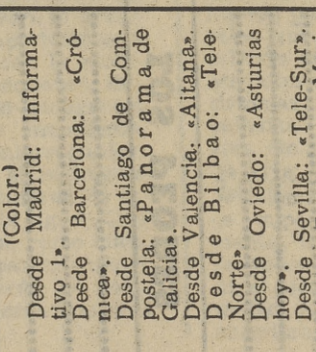 (Color.)
Desde Madrid: Informa-
tivo 1».
Desde Barcelona: «Cró-
nica».
Desde Santiago de Com-
postela: «Panorama de
Galicia».
Desde Valencia. «Aitana».
Desde Bilbao: «Tele-
Norte»
Desde Oviedo: «Asturias
hoy».
Desde Sevilla: «Tele-Sur».